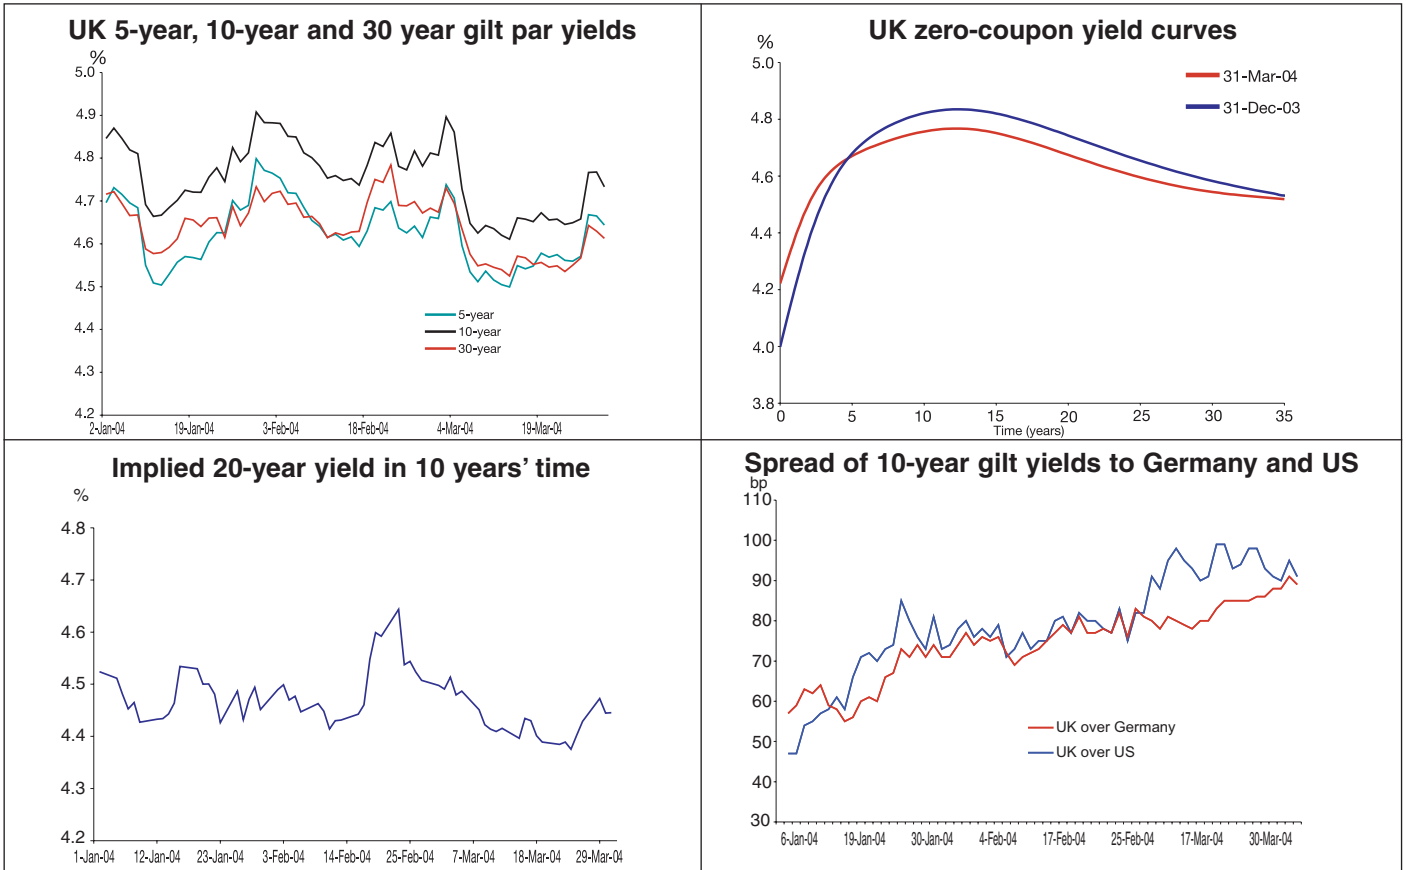 UK 5-year, 10-year and 30 year gilt par yields
%
5.0
4.9
4.8
4.7
4.6
4.5
4.4
4.3
4.2
2-Jan-04 19-Jan-04 3-Feb-04 18-Feb-04 4-Mar-04 19-Mar-04
5-year
10-year
30-year
UK zero-coupon yield curves
%
5.0
4.8
4.6
4.4
4.2
4.0
3.8
0 5 10 15 20 25 30 35
Time (years)
31-Mar-04
31-Dec-03
Implied 20-year yield in 10 years' time
%
4.8
4.7
4.6
4.5
4.4
4.3
4.2
1-Jan-04 12-Jan-04 23-Jan-04 3-Feb-04 14-Feb-04 25-Feb-04 7-Mar-04 18-Mar-04 29-Mar-04
Spread of 10-year gilt yields to Germany and US
bp
110
100
90
80
70
60
50
40
30
6-Jan-04 19-Jan-04 30-Jan-04 4-Feb-04 17-Feb-04 25-Feb-04 17-Mar-04 30-Mar-04
UK over Germany
UK over US